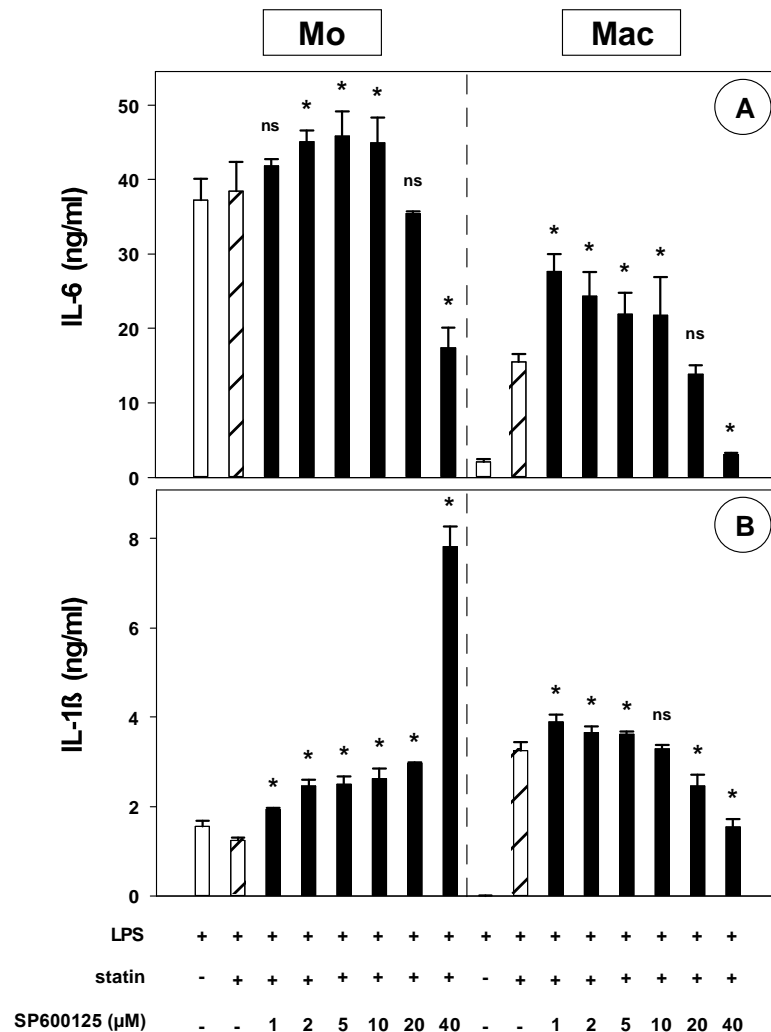 Mo Mac
A
IL-6 (ng/ml)
50
40
30
20
10
0
ns * * * ns * * * * * ns *
B
IL-1ß (ng/ml)
8
6
4
2
0
* * * * * * * * * ns * *
LPS + + + + + + + + + + + + + + + +
statin - + + + + + + + - + + + + + + +
SP600125 (µM) - - 1 2 5 10 20 40 - - 1 2 5 10 20 40